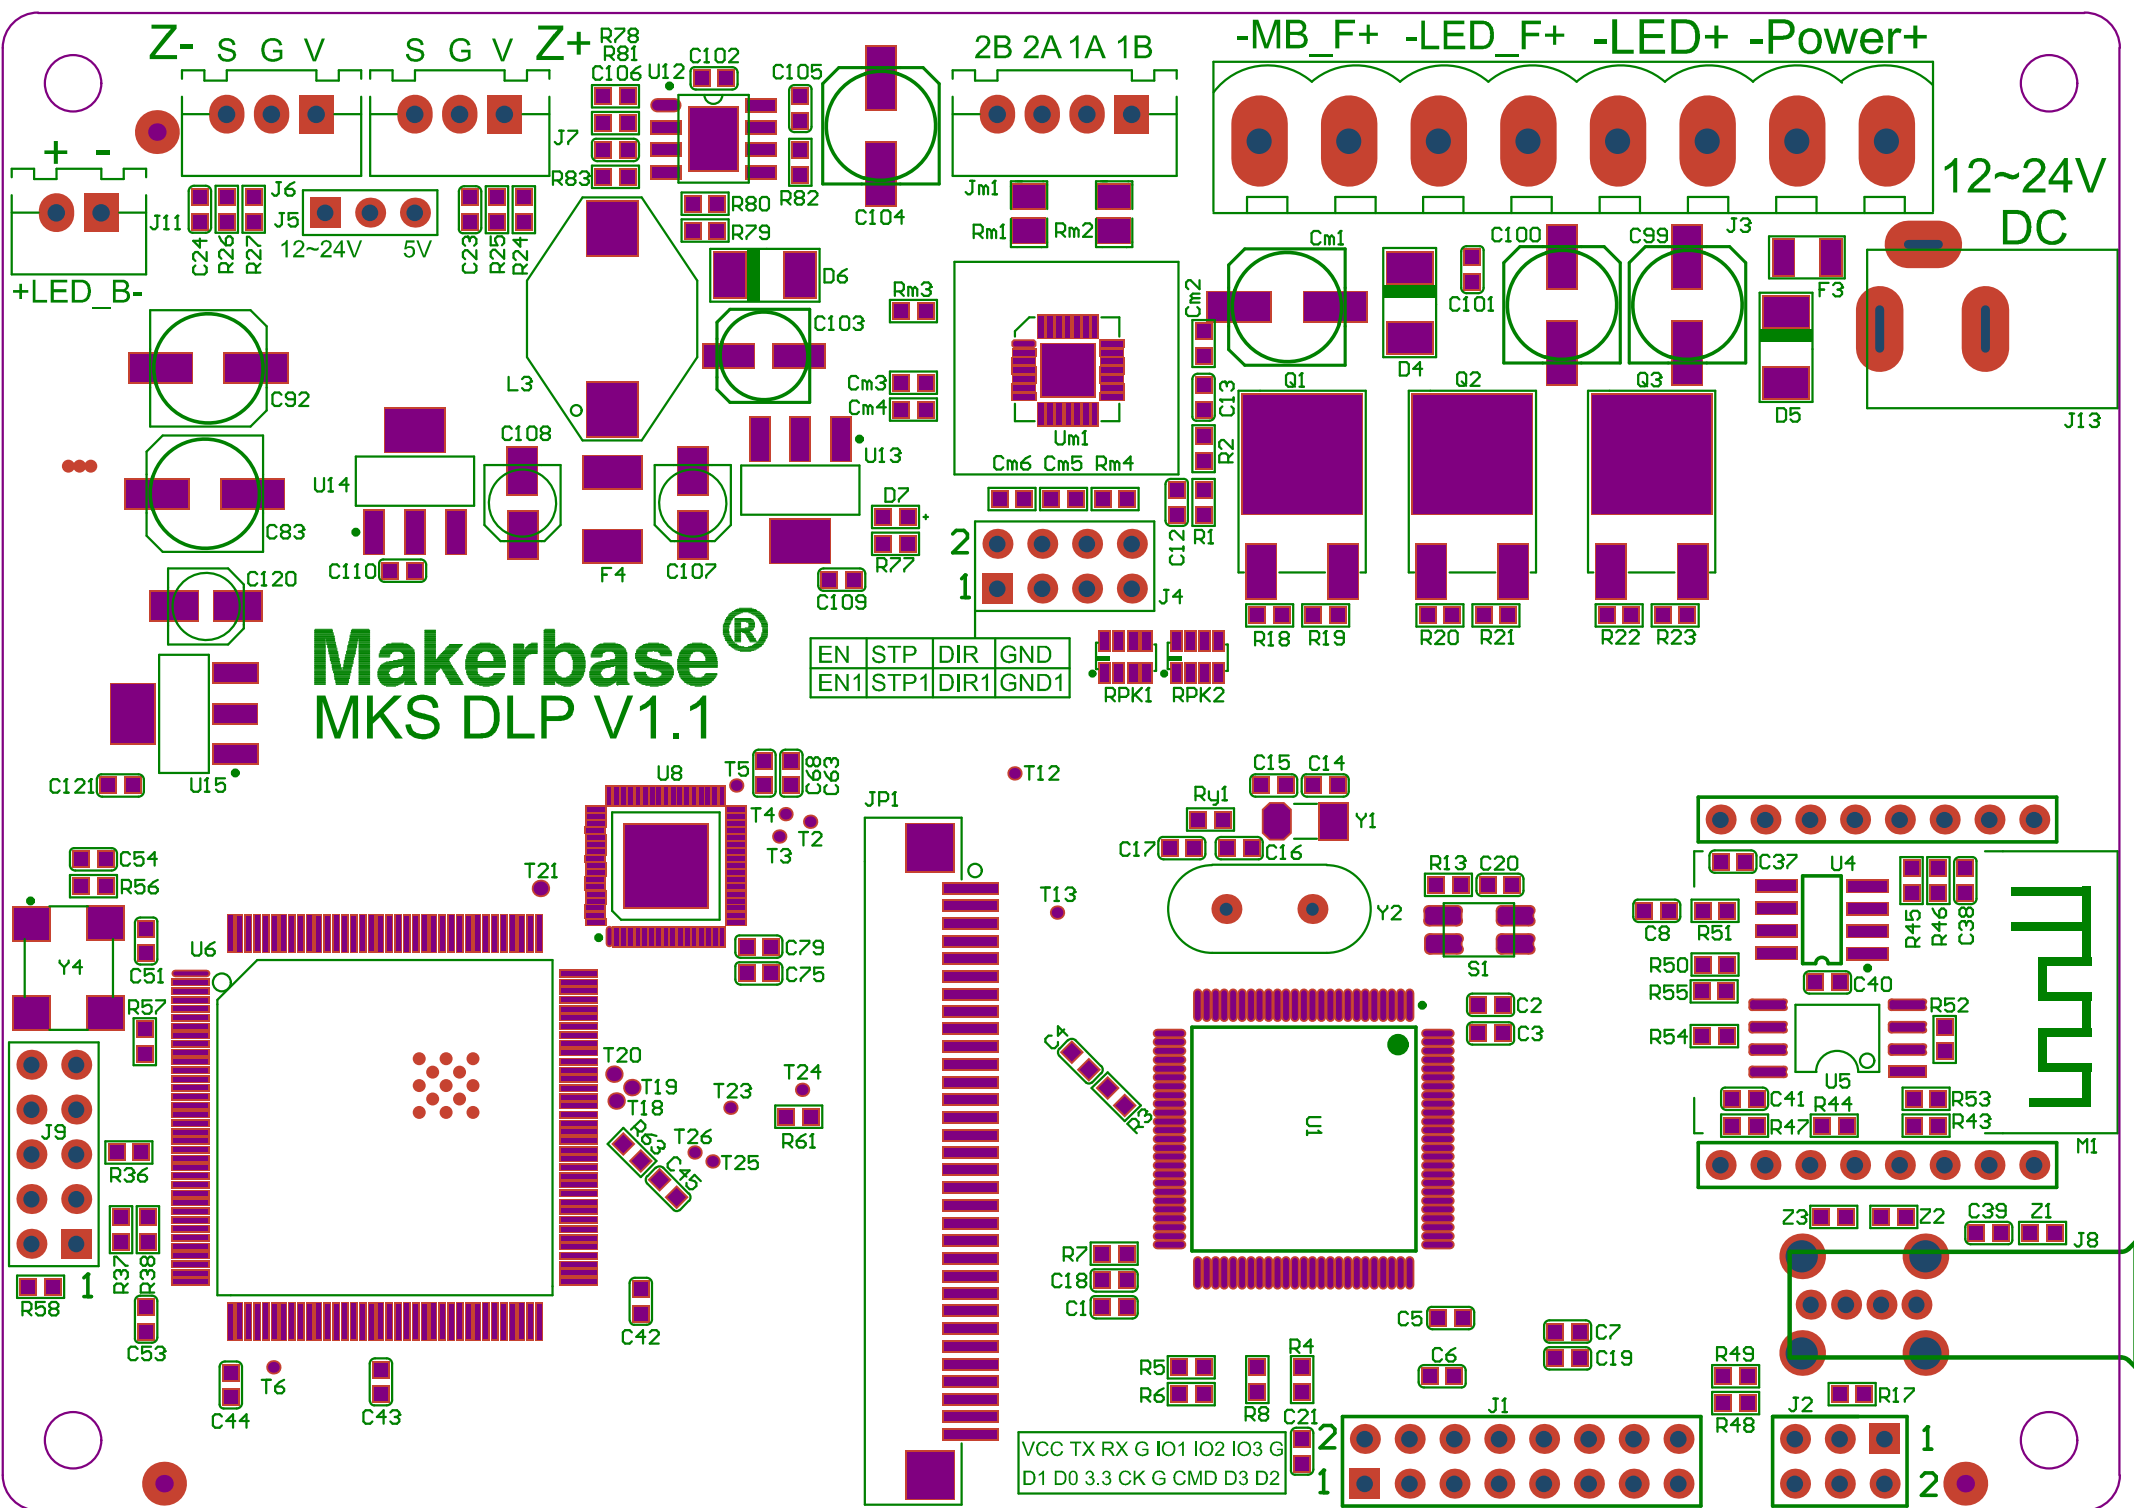 Z- S G V S G V Z+
R78
R81
C106 U12 C102 C105
2B 2A 1A 1B
-MB_F+ -LED_F+ -LED+ -Power+
+ - J7
R83 R82 C104
12~24V
DC
J11 C24 R26 R27 J6
J5 12~24V 5V
C23 R25 R24
R80
R79
Jm1
Rm1 Rm2
Cm1 C100 C99 J3
+LED_B-
D6 Rm3 Cm2 C101 F3
C103
L3 Cm3 C13 Q1 D4 Q2 Q3
C92 Cm4 D5 J13
C108 U13 Um1 R2
U14 Cm6 Cm5 Rm4
C83 D7
C110 F4 C107 R77 2 C12 R1
C120 C109 1 J4
R18 R19 R20 R21 R22 R23
Makerbase®
MKS DLP V1.1
EN STP DIR GND
EN1 STP1 DIR1 GND1
RPK1 RPK2
C121 U15 U8 T5 C68 C63 T12 C15 C14
JP1 Ry1 Y1
T4 T2
T3
C54 C17 C16
R56 T21 R13 C20 C37 U4
T13 Y2 C8 R51 R45 R46 C38
U6 C79
Y4 C51 C75 S1 R50
R57 R55 C40
C2 R52
C3 R54
C4
T20 T19 T24 U5
T18 T23 R3 U1 C41 R44 R53
J9 R63 R61 R47 R43
T26 M1
R36 C45 T25
Z3 Z2 C39 Z1
R37 R38 R7 J8
R58 1 C18
C1
C53 C42 C5 C7
T6 R5 R4 C6 C19 R49
C44 C43 R6 R8 C21 J1 R48 J2 R17
VCC TX RX G IO1 IO2 IO3 G 2 1
D1 D0 3.3 CK G CMD D3 D2 1 2